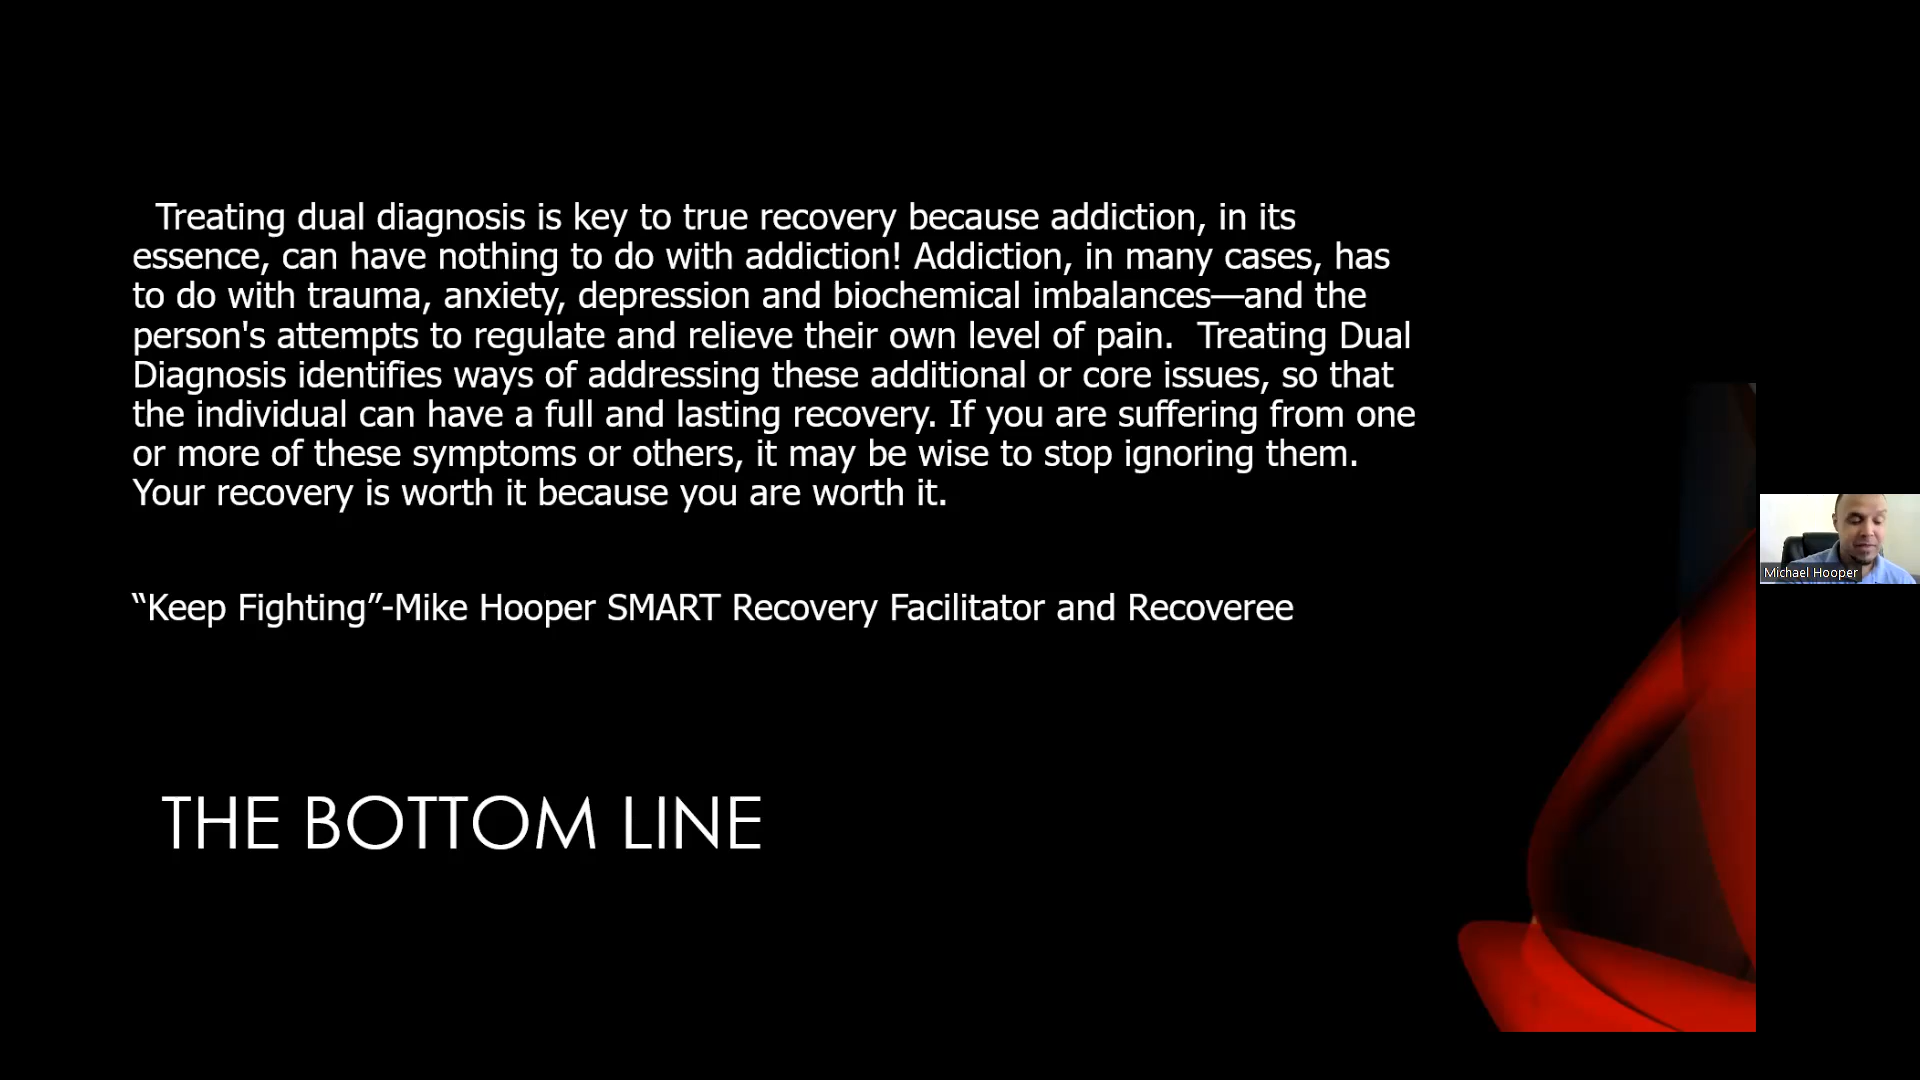 Treating dual diagnosis is key to true recovery because addiction, in its
essence, can have nothing to do with addiction! Addiction, in many cases, has
to do with trauma, anxiety, depression and biochemical imbalances—and the
person's attempts to regulate and relieve their own level of pain.  Treating Dual
Diagnosis identifies ways of addressing these additional or core issues, so that
the individual can have a full and lasting recovery. If you are suffering from one
or more of these symptoms or others, it may be wise to stop ignoring them.
Your recovery is worth it because you are worth it.
“Keep Fighting”-Mike Hooper SMART Recovery Facilitator and Recoveree
THE BOTTOM LINE
Michael Hooper